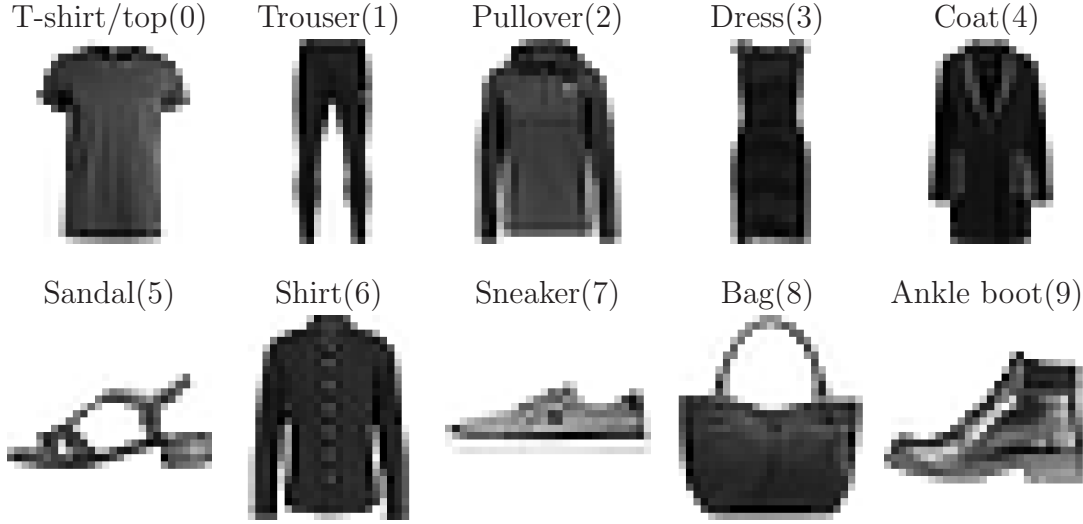 T-shirt/top(0) Trouser(1) Pullover(2) Dress(3) Coat(4)
Sandal(5) Shirt(6) Sneaker(7) Bag(8) Ankle boot(9)